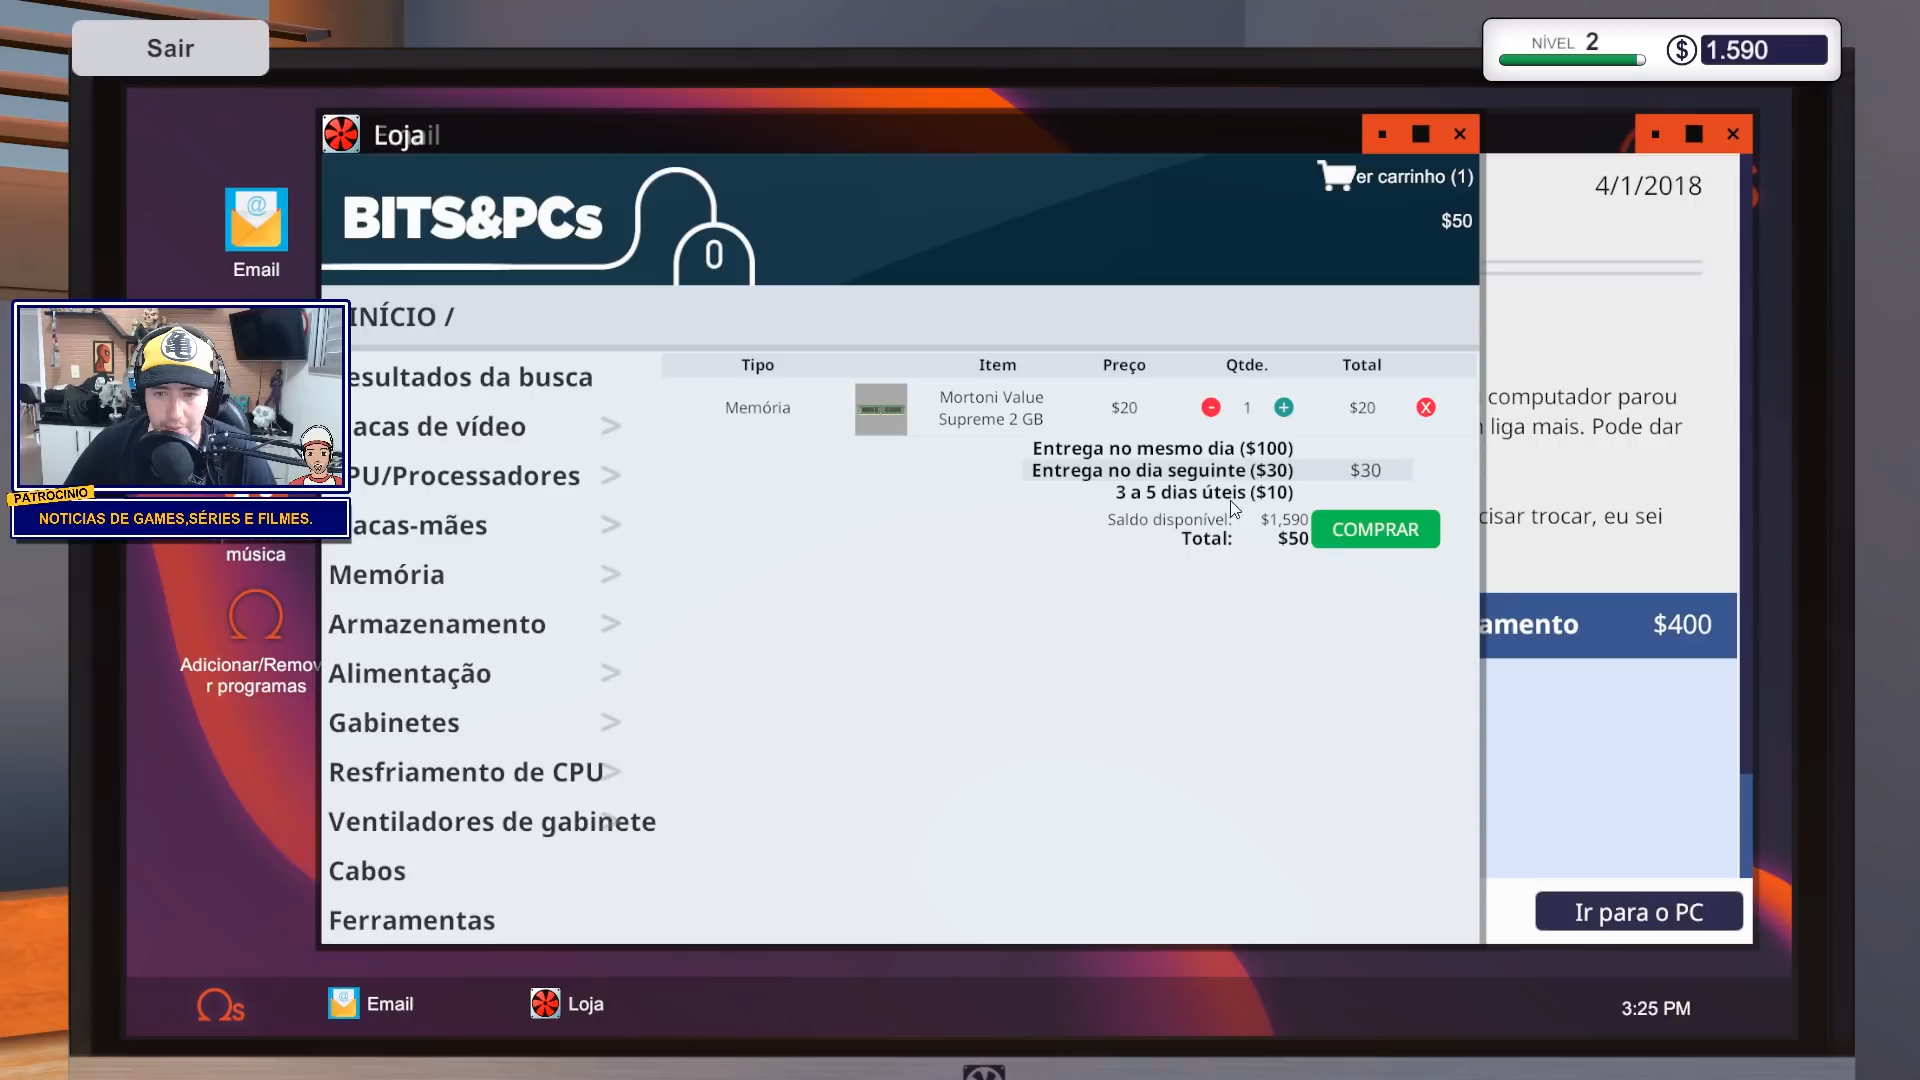 Sair
NÍVEL 2
$ 1.590
Loja
er carrinho (1)
$50
BITS&PCs
4/1/2018
Email
INÍCIO /
esultados da busca
acas de vídeo >
PU/Processadores >
acas-mães >
Memória >
Armazenamento >
Alimentação >
Gabinetes >
Resfriamento de CPU >
Ventiladores de gabinete >
Cabos
Ferramentas
Tipo Item Preço Qtde. Total
Memória Mortoni Value Supreme 2 GB $20 - 1 + $20 X
Entrega no mesmo dia ($100)
Entrega no dia seguinte ($30) $30
3 a 5 dias úteis ($10)
Saldo disponível: $1,590
Total: $50
COMPRAR
computador parou
liga mais. Pode dar
cisar trocar, eu sei
amento $400
Ir para o PC
PATROCINIO
NOTICIAS DE GAMES,SÉRIES E FILMES.
música
Adicionar/Remov
r programas
Ωs
Email
Loja
3:25 PM